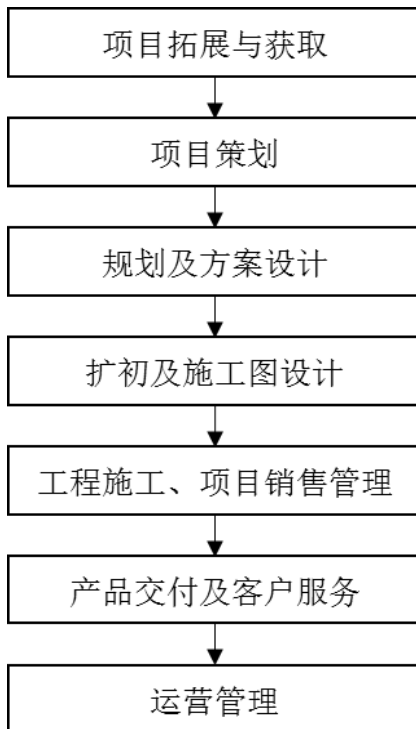 项目拓展与获取
项目策划
规划及方案设计
扩初及施工图设计
工程施工、项目销售管理
产品交付及客户服务
运营管理